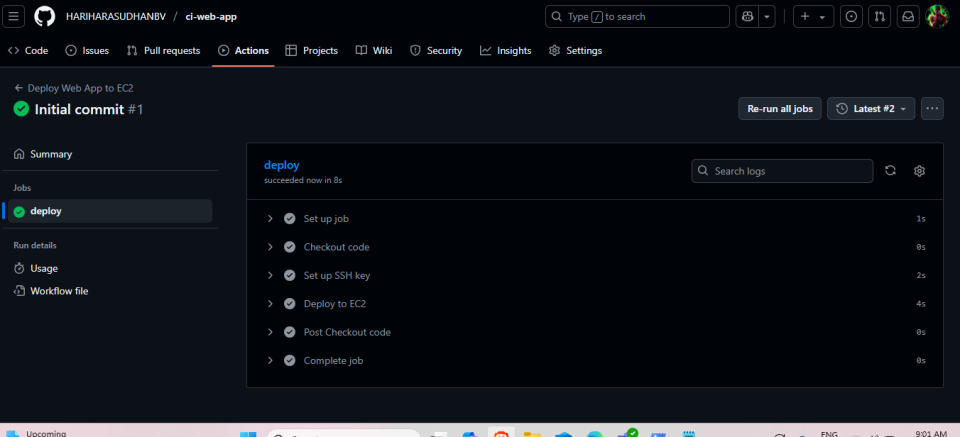 HARIHARASUDHANBV / ci-web-app
Type / to search
Code
Issues
Pull requests
Actions
Projects
Wiki
Security
Insights
Settings
Deploy Web App to EC2
Initial commit #1
Re-run all jobs
Latest #2
Summary
Jobs
deploy
Run details
Usage
Workflow file
deploy
succeeded now in 8s
Search logs
Set up job 1s
Checkout code 0s
Set up SSH key 2s
Deploy to EC2 4s
Post Checkout code 0s
Complete job 0s
Upcoming
ENG
9:01 AM